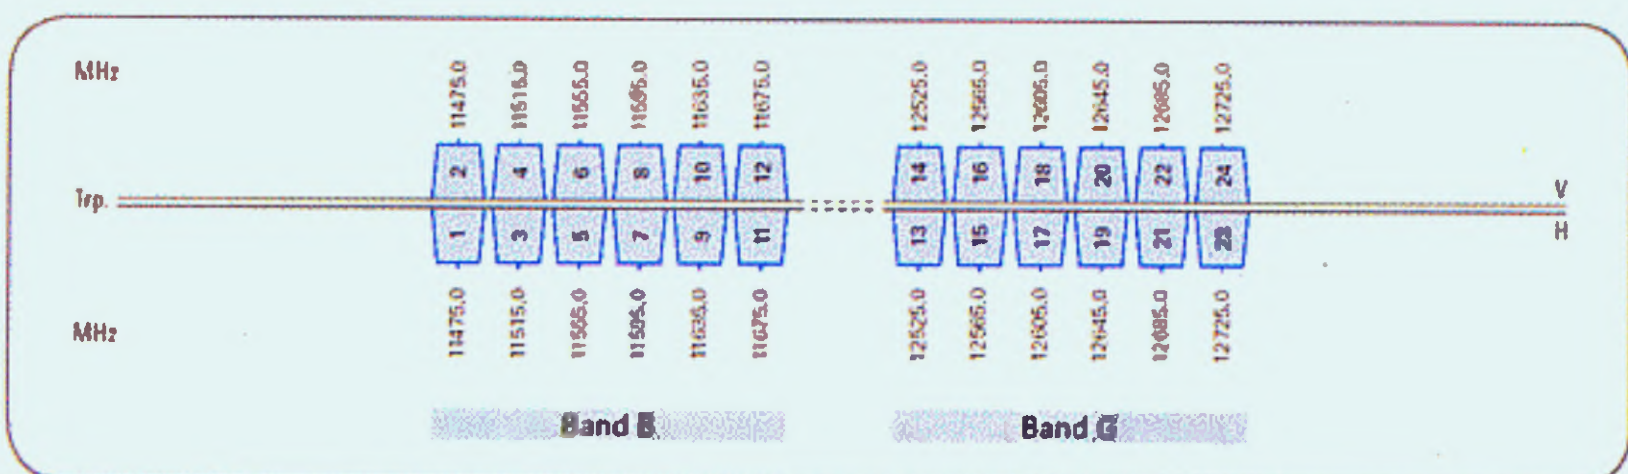 MHz
11475.0 11515.0 11555.0 11595.0 11635.0 11675.0 12525.0 12565.0 12605.0 12645.0 12685.0 12725.0
2 4 6 8 10 12 14 16 18 20 22 24
Trp. V
1 3 5 7 9 11 13 15 17 19 21 23
H
11475.0 11515.0 11555.0 11595.0 11635.0 11675.0 12525.0 12565.0 12605.0 12645.0 12685.0 12725.0
MHz
Band Band